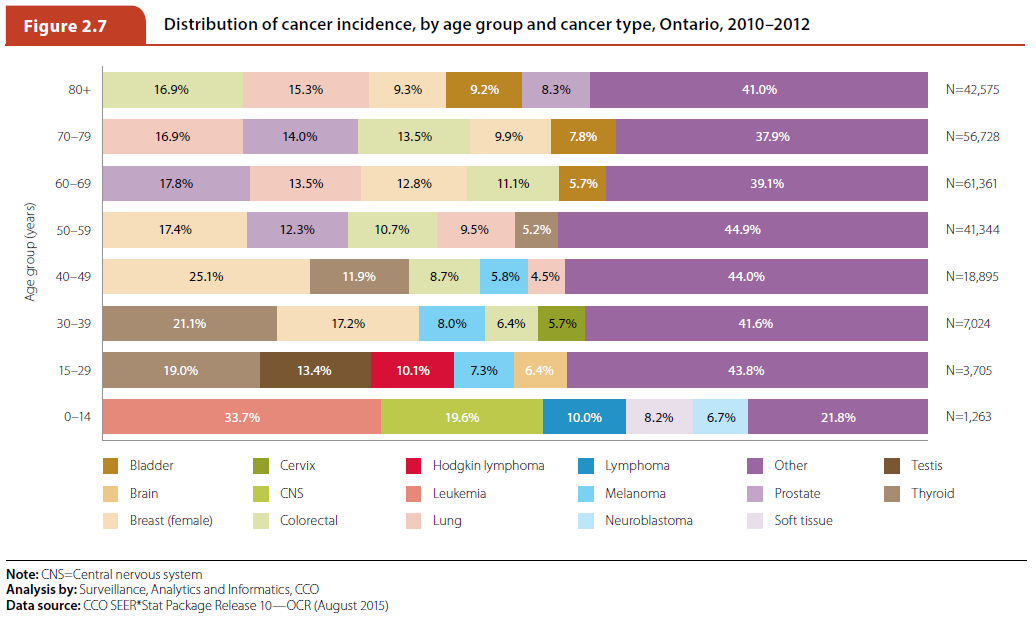 Figure 2.7
Distribution of cancer incidence, by age group and cancer type, Ontario, 2010–2012
Age group (years)
80+ 16.9% 15.3% 9.3% 9.2% 8.3% 41.0% N=42,575
70–79 16.9% 14.0% 13.5% 9.9% 7.8% 37.9% N=56,728
60–69 17.8% 13.5% 12.8% 11.1% 5.7% 39.1% N=61,361
50–59 17.4% 12.3% 10.7% 9.5% 5.2% 44.9% N=41,344
40–49 25.1% 11.9% 8.7% 5.8% 4.5% 44.0% N=18,895
30–39 21.1% 17.2% 8.0% 6.4% 5.7% 41.6% N=7,024
15–29 19.0% 13.4% 10.1% 7.3% 6.4% 43.8% N=3,705
0–14 33.7% 19.6% 10.0% 8.2% 6.7% 21.8% N=1,263
Bladder Cervix Hodgkin lymphoma Lymphoma Other Testis
Brain CNS Leukemia Melanoma Prostate Thyroid
Breast (female) Colorectal Lung Neuroblastoma Soft tissue
Note: CNS=Central nervous system
Analysis by: Surveillance, Analytics and Informatics, CCO
Data source: CCO SEER*Stat Package Release 10—OCR (August 2015)